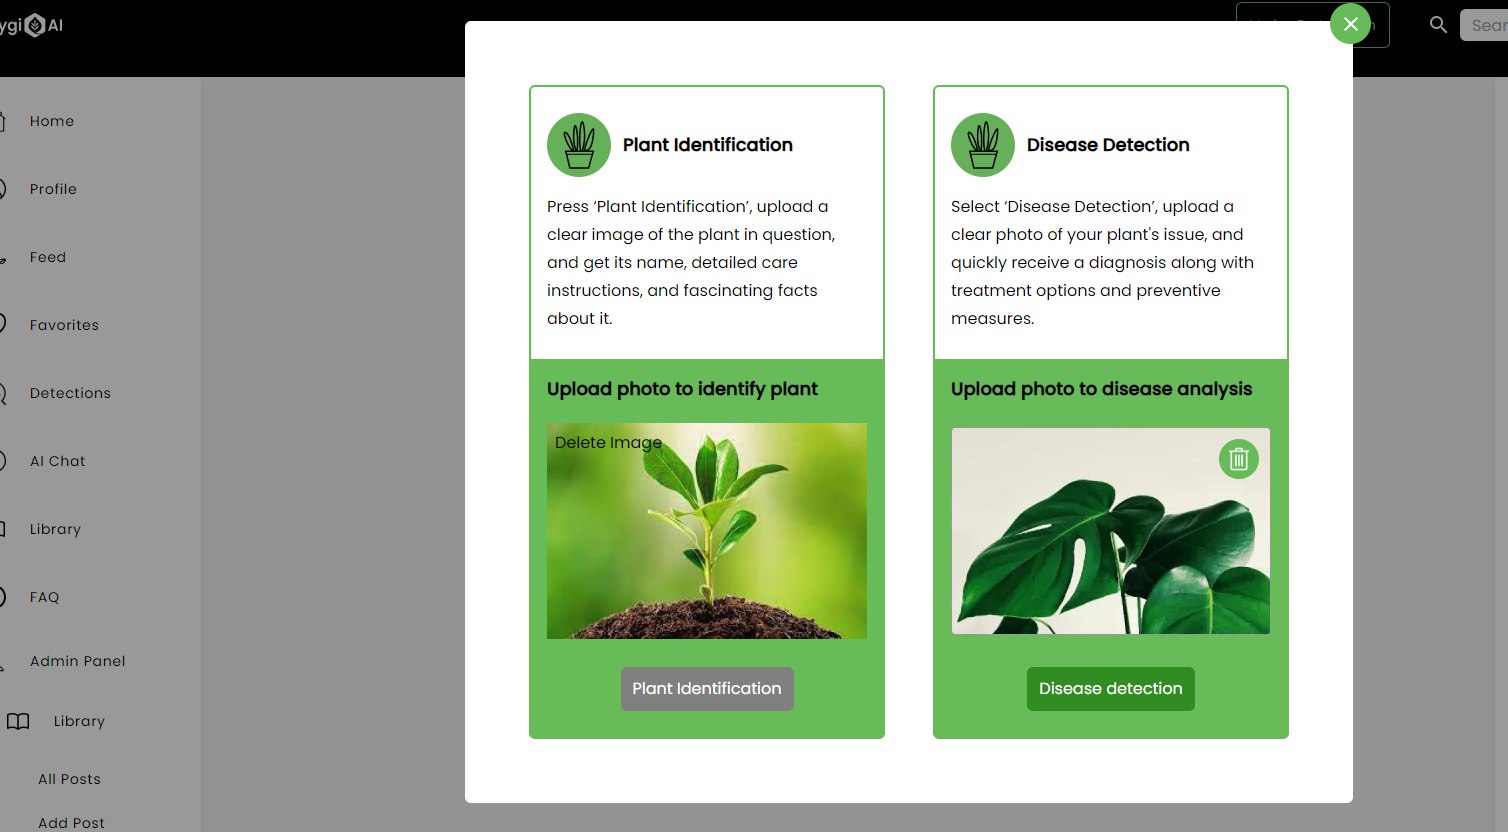 ygi AI
Sear
Home
Profile
Feed
Favorites
Detections
AI Chat
Library
FAQ
Admin Panel
Library
All Posts
Add Post
Plant Identification
Press ‘Plant Identification’, upload a
clear image of the plant in question,
and get its name, detailed care
instructions, and fascinating facts
about it.
Upload photo to identify plant
Delete Image
Plant Identification
Disease Detection
Select ‘Disease Detection’, upload a
clear photo of your plant's issue, and
quickly receive a diagnosis along with
treatment options and preventive
measures.
Upload photo to disease analysis
Disease detection